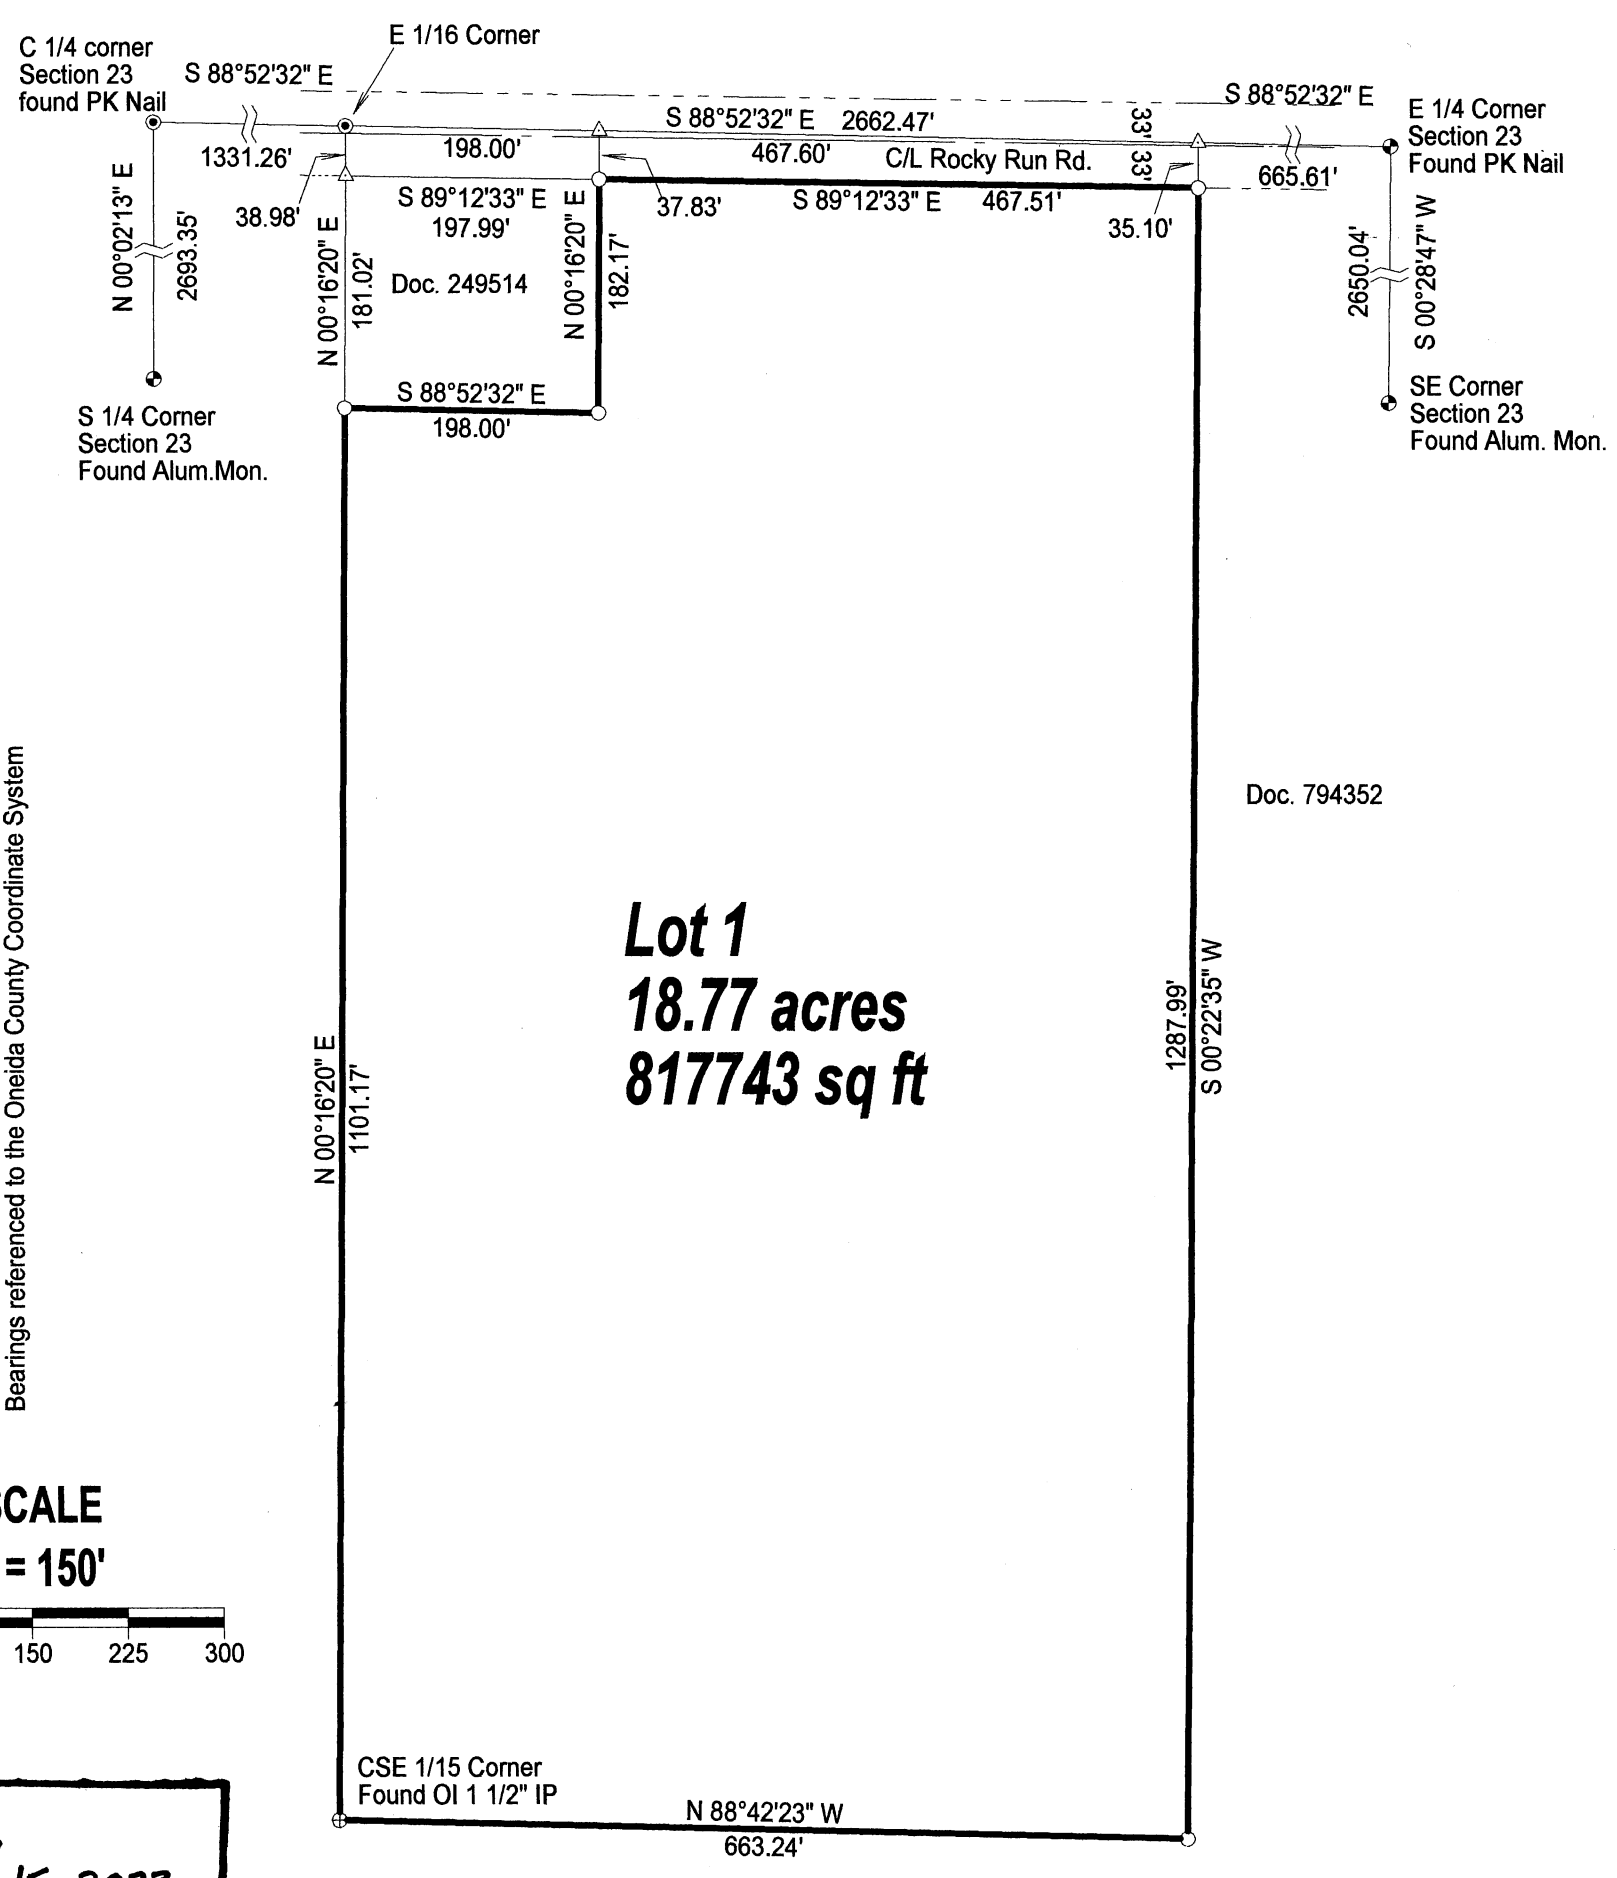 E 1/16 Corner
C 1/4 corner
Section 23
found PK Nail
S 88°52'32" E
S 88°52'32" E
E 1/4 Corner
Section 23
Found PK Nail
S 88°52'32" E 2662.47'
33'
33'
1331.26'
198.00'
467.60'
C/L Rocky Run Rd.
665.61'
38.98'
S 89°12'33" E
197.99'
37.83'
S 89°12'33" E 467.51'
35.10'
N 00°02'13" E
2693.35'
N 00°16'20" E
181.02'
Doc. 249514
N 00°16'20" E
182.17'
2650.04'
S 00°28'47" W
S 1/4 Corner
Section 23
Found Alum.Mon.
S 88°52'32" E
198.00'
SE Corner
Section 23
Found Alum. Mon.
Doc. 794352
Bearings referenced to the Oneida County Coordinate System
Lot 1
18.77 acres
817743 sq ft
N 00°16'20" E
1101.17'
1287.99'
S 00°22'35" W
SCALE
= 150'
150 225 300
CSE 1/15 Corner
Found OI 1 1/2" IP
N 88°42'23" W
663.24'